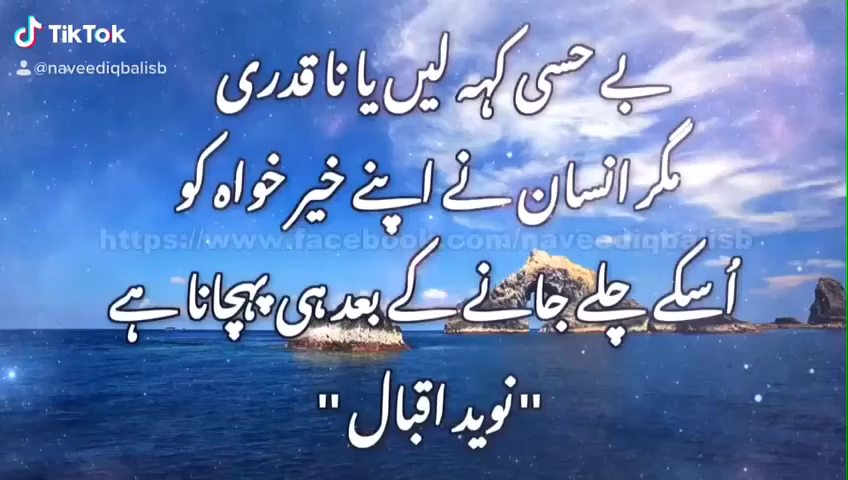 TikTok
@naveediqbalisb
بے حسی کہہ لیں یا ناقدری
مگر انسان نے اپنے خیر خواہ کو
https://www.facebook.com/naveediqbalisb
اُسکے چلے جانے کے بعد ہی پہچانا ہے
"نوید اقبال"